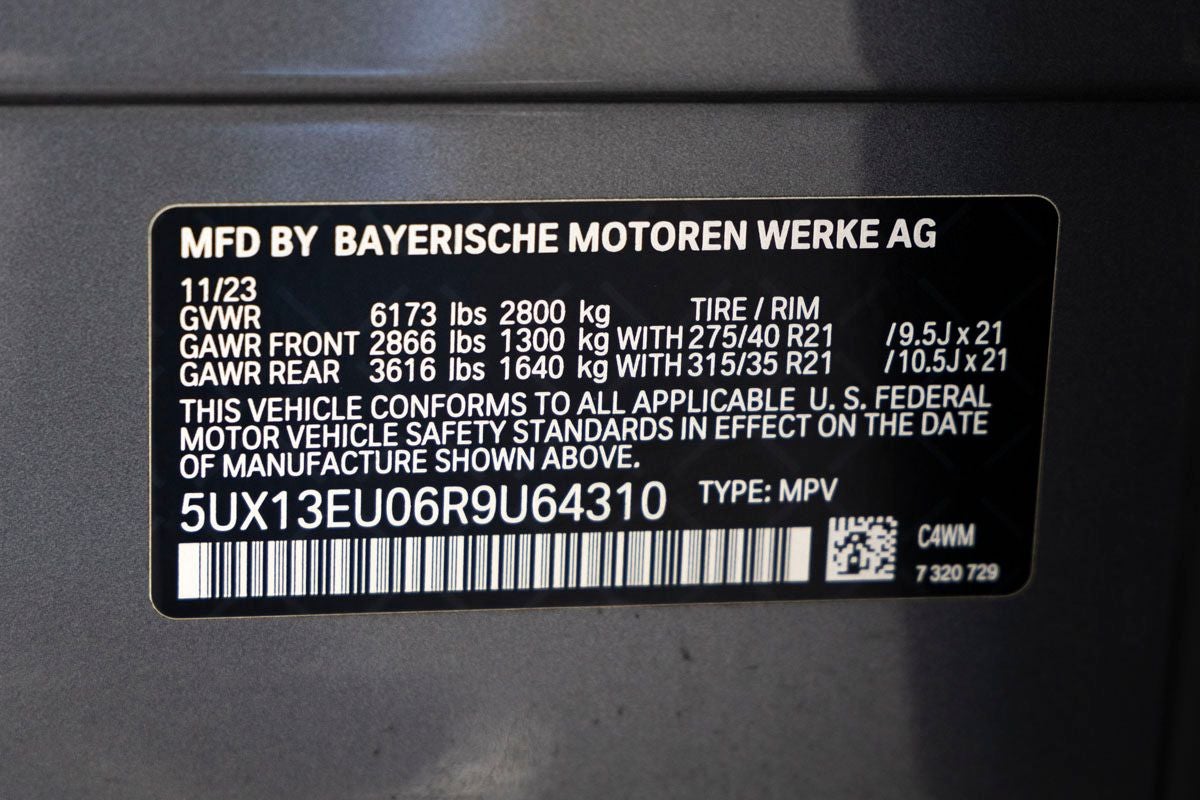 MFD BY BAYERISCHE MOTOREN WERKE AG
11/23
GVWR 6173 lbs 2800 kg TIRE / RIM
GAWR FRONT 2866 lbs 1300 kg WITH 275/40 R21 /9.5J x 21
GAWR REAR 3616 lbs 1640 kg WITH 315/35 R21 /10.5J x 21
THIS VEHICLE CONFORMS TO ALL APPLICABLE U. S. FEDERAL
MOTOR VEHICLE SAFETY STANDARDS IN EFFECT ON THE DATE
OF MANUFACTURE SHOWN ABOVE.
5UX13EU06R9U64310 TYPE: MPV
C4WM
7 320 729